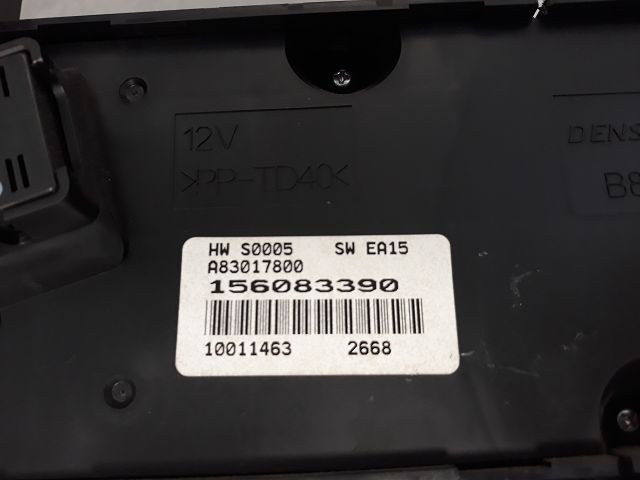 12V
>PP-TD40<
DENS
B8
HW S0005 SW EA15
A83017800
156083390
10011463 2668